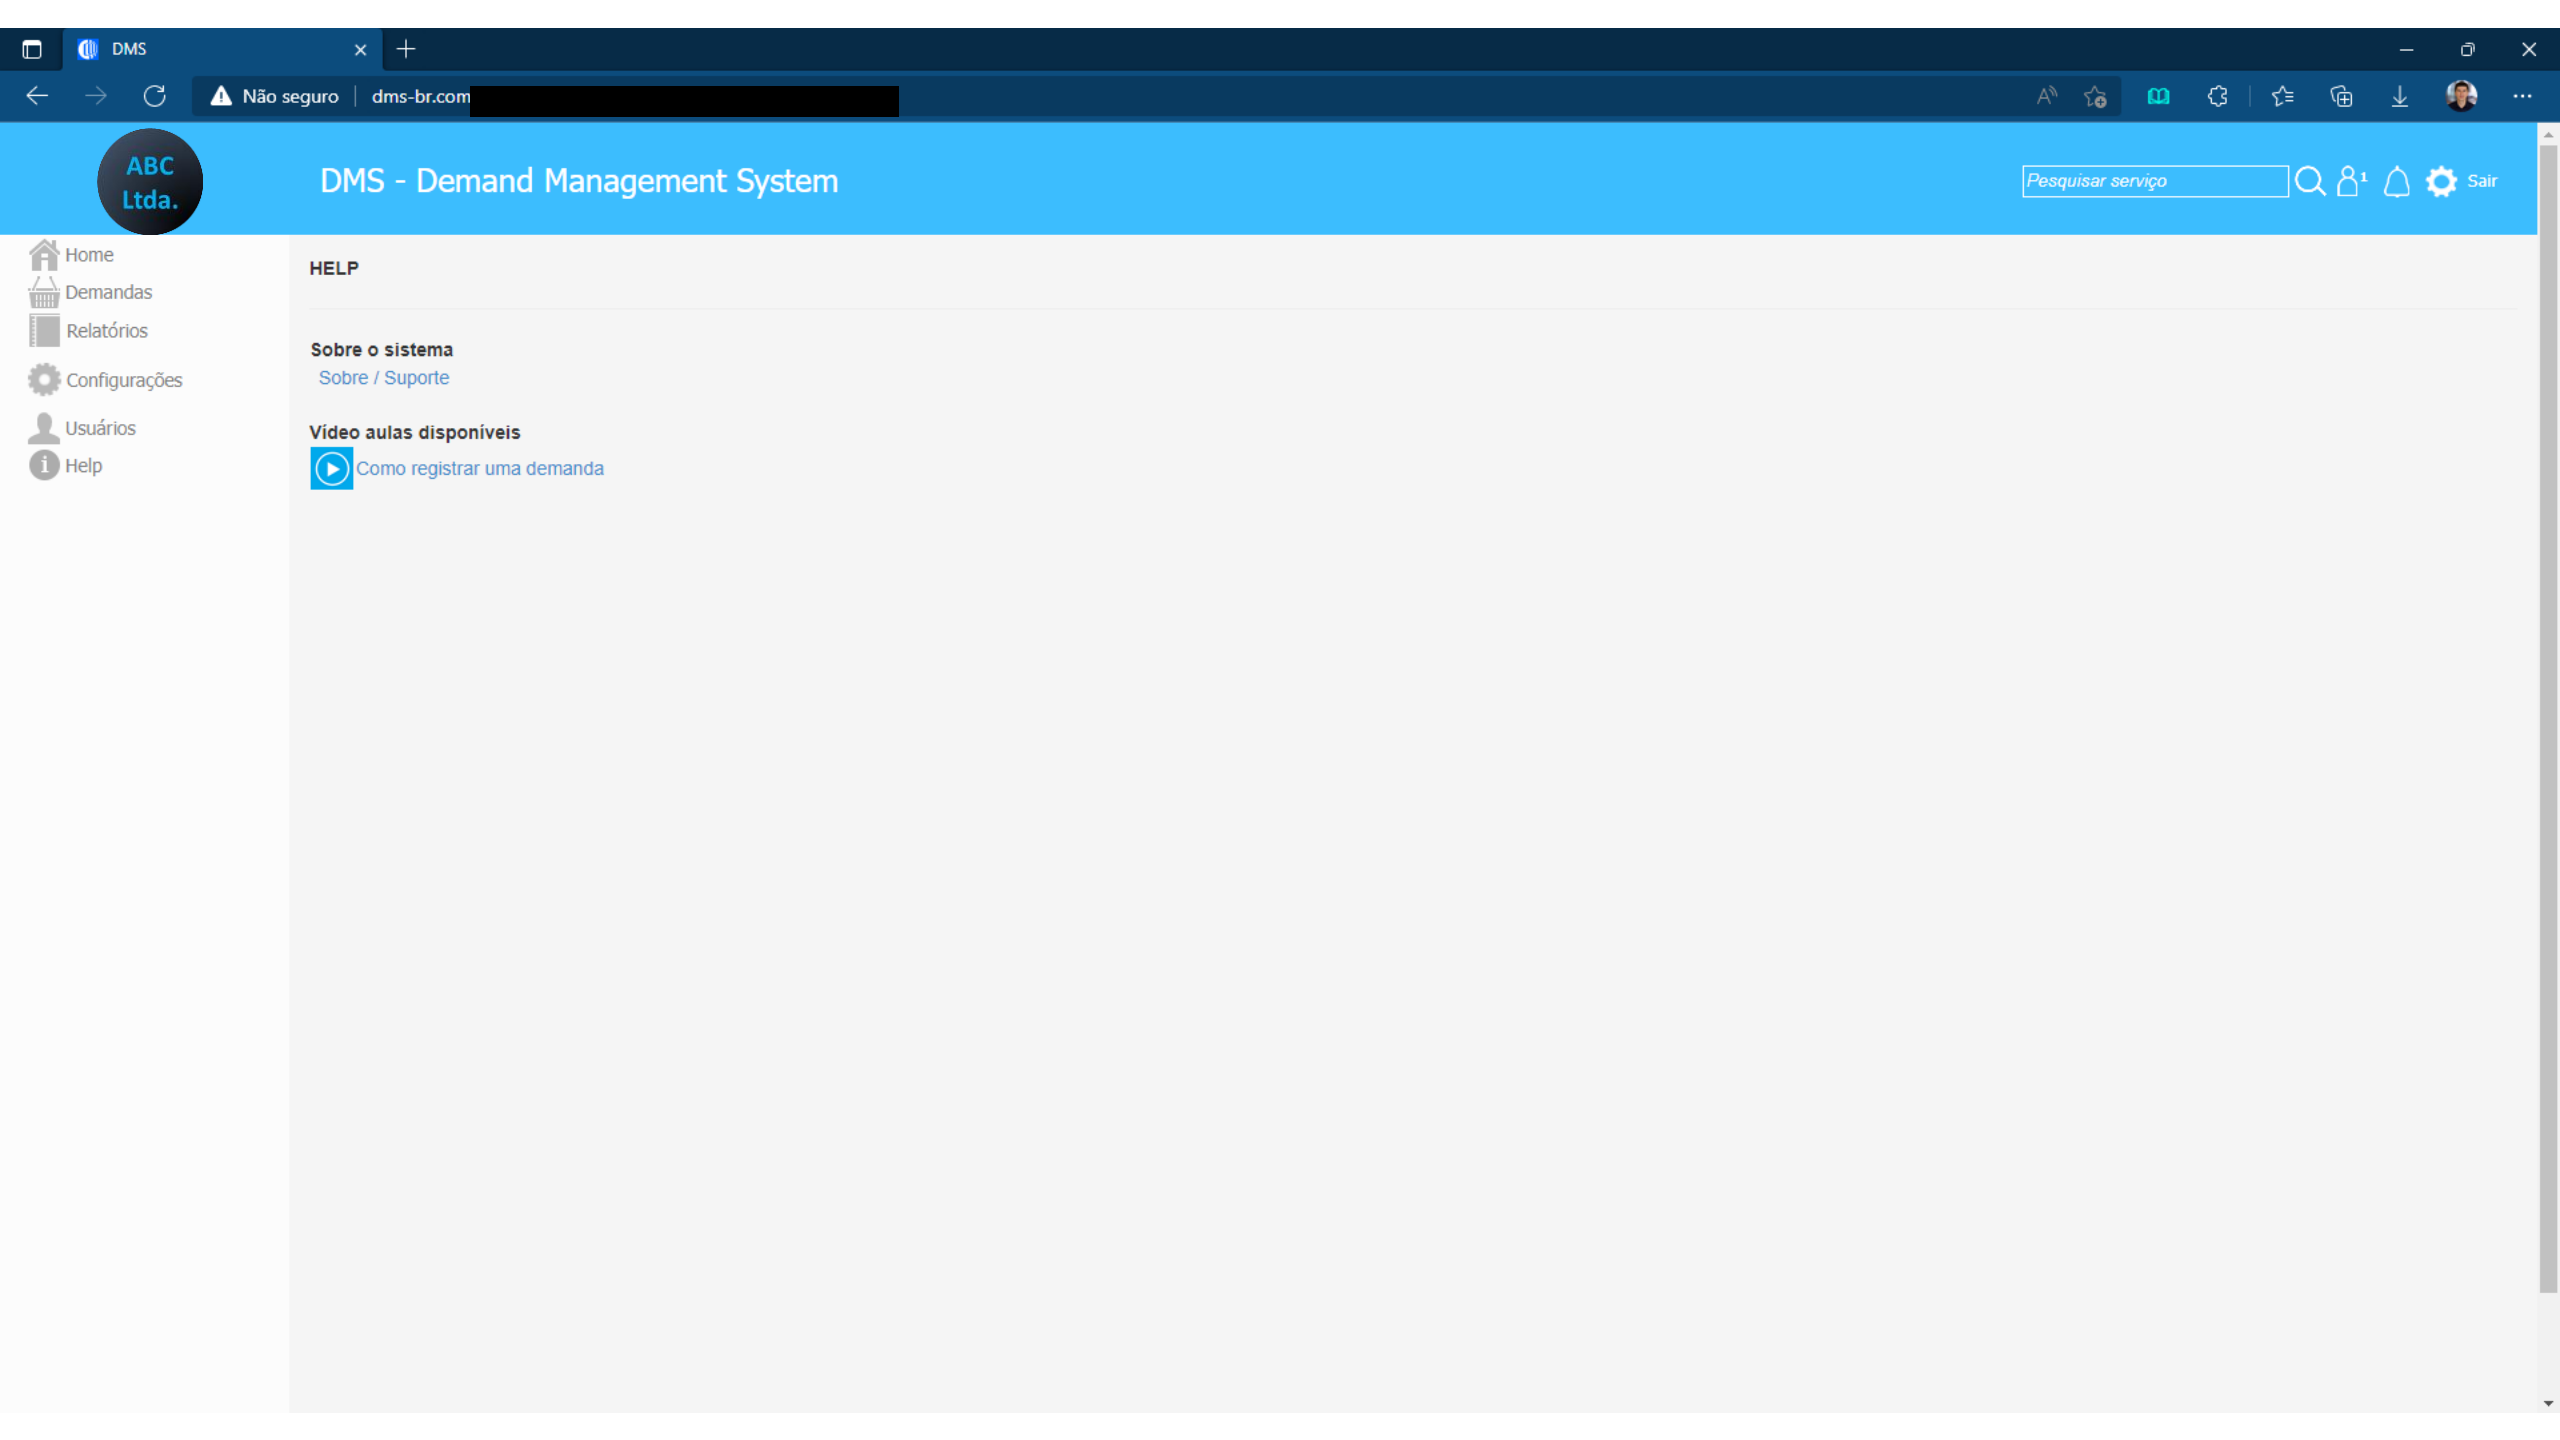 DMS
Não seguro
dms-br.com
ABC
Ltda.
DMS - Demand Management System
Pesquisar serviço
1
Sair
Home
Demandas
Relatórios
Configurações
Usuários
Help
HELP
Sobre o sistema
Sobre / Suporte
Vídeo aulas disponíveis
Como registrar uma demanda